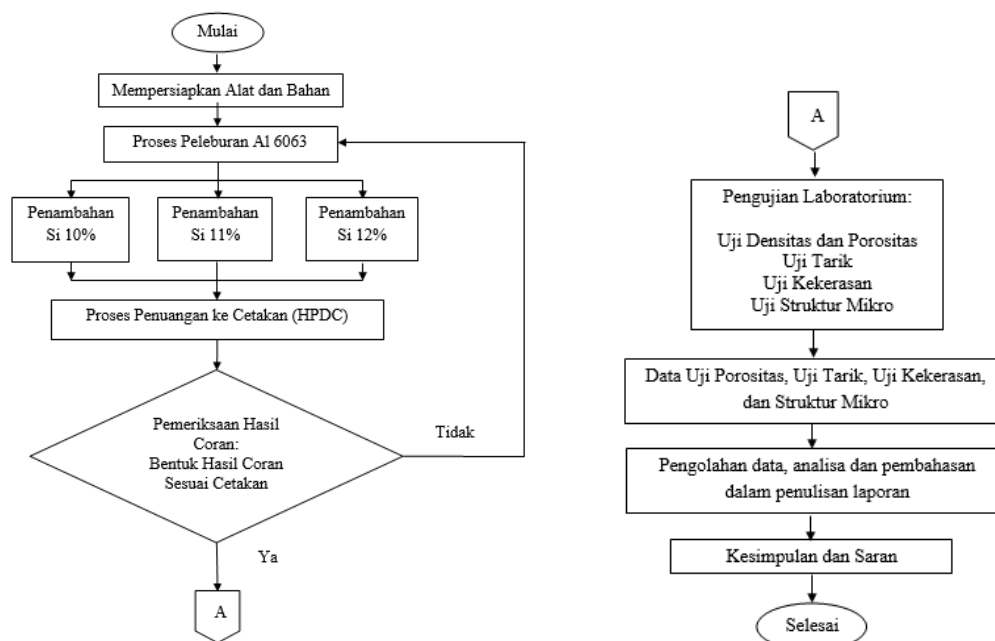 Mulai
Mempersiapkan Alat dan Bahan
Proses Peleburan Al 6063
Penambahan
Si 10%
Penambahan
Si 11%
Penambahan
Si 12%
Proses Penuangan ke Cetakan (HPDC)
Pemeriksaan Hasil
Coran:
Bentuk Hasil Coran
Sesuai Cetakan
Tidak
Ya
A
A
Pengujian Laboratorium:
Uji Densitas dan Porositas
Uji Tarik
Uji Kekerasan
Uji Struktur Mikro
Data Uji Porositas, Uji Tarik, Uji Kekerasan,
dan Struktur Mikro
Pengolahan data, analisa dan pembahasan
dalam penulisan laporan
Kesimpulan dan Saran
Selesai